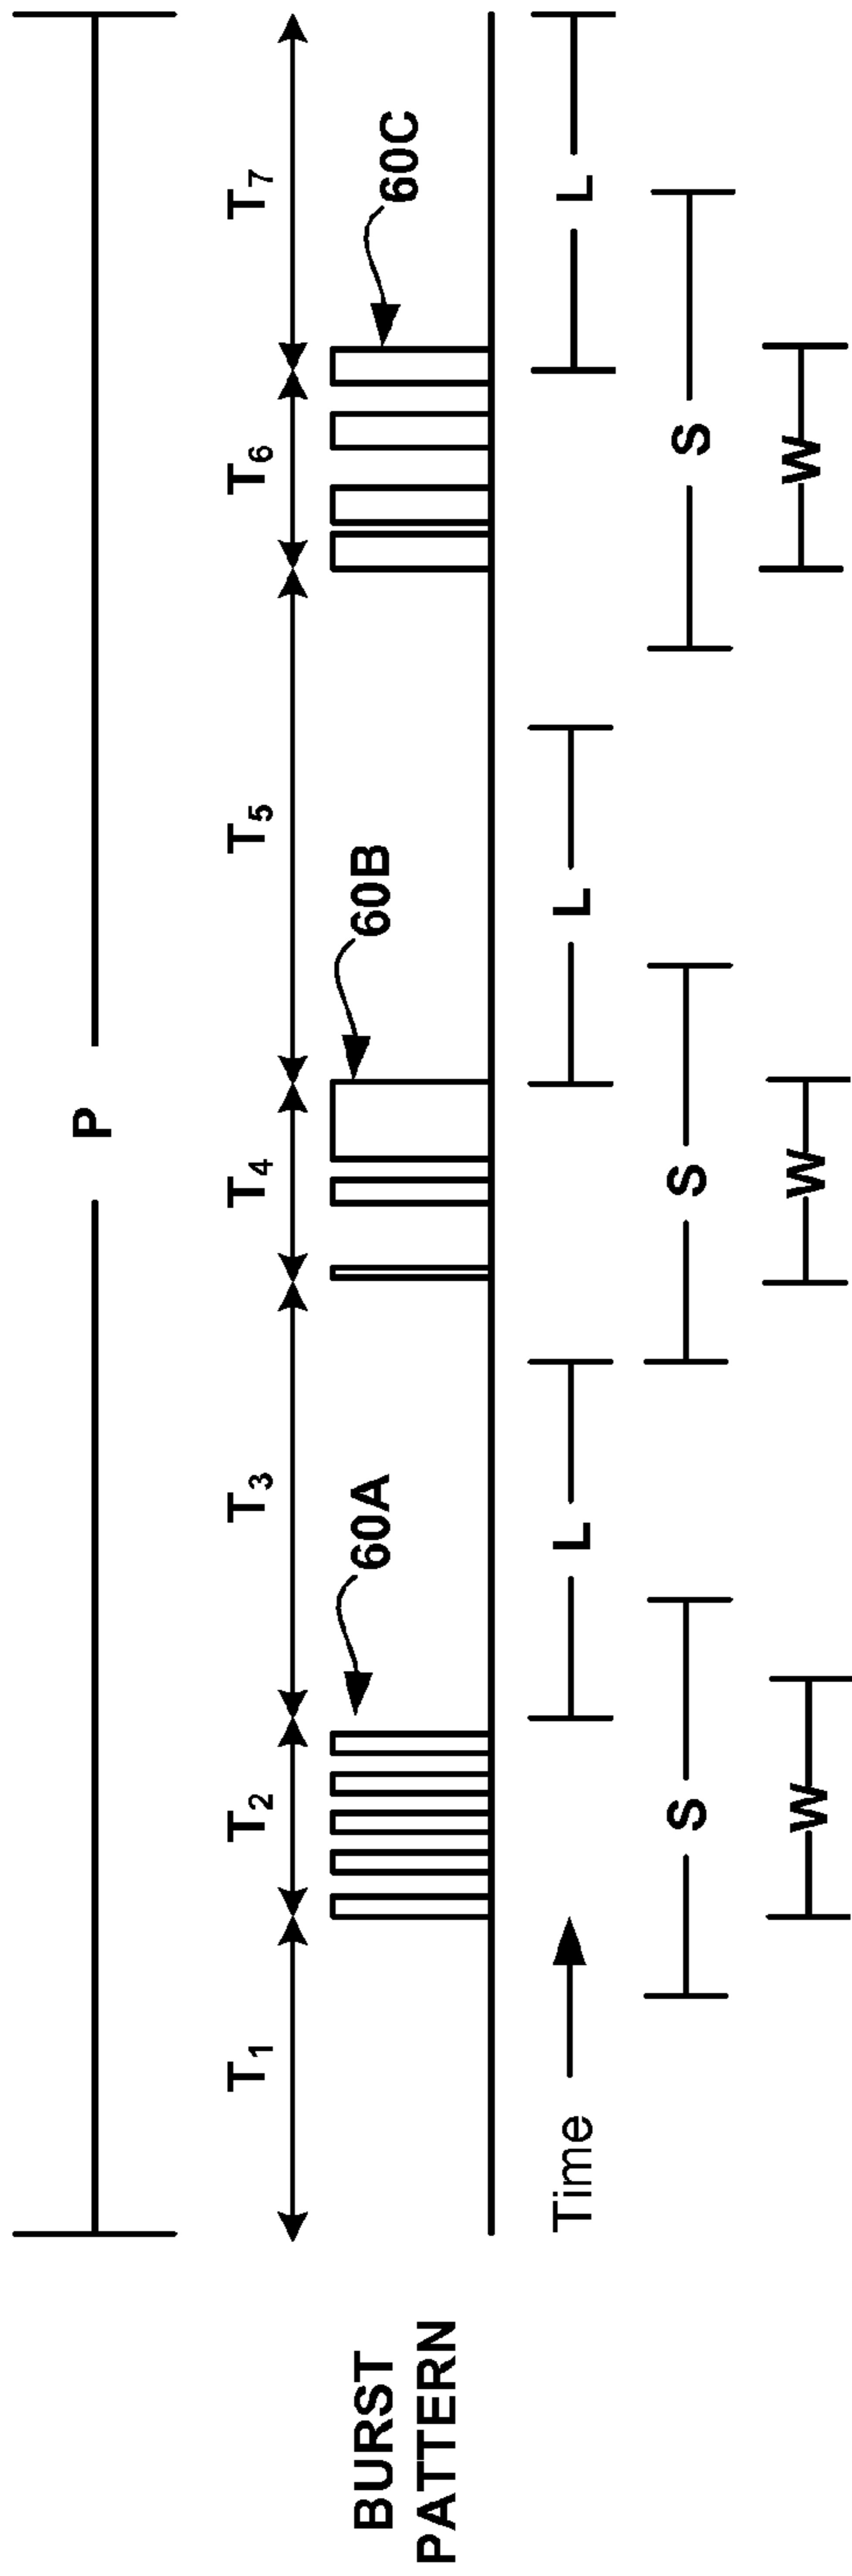 P
T1 T2 T3 T4 T5 T6 T7
60A 60B 60C
BURST
PATTERN
Time
L L L
S S S
W W W